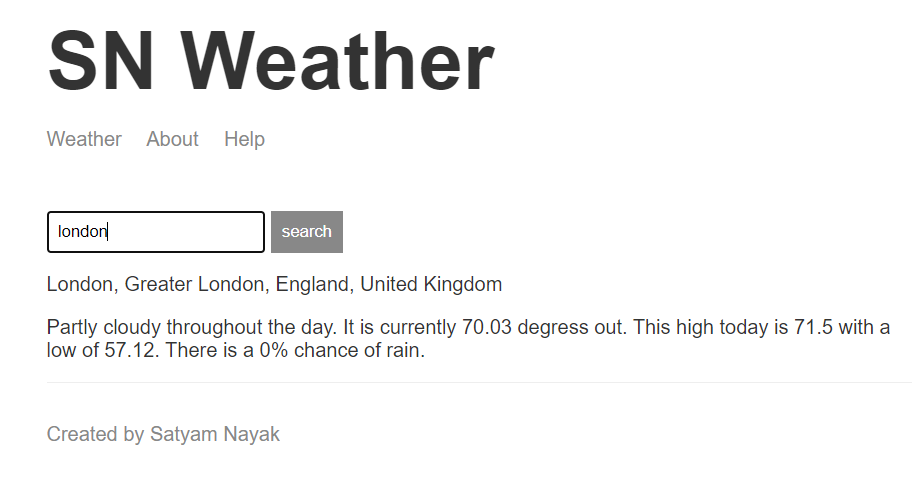 SN Weather
Weather About Help
london search
London, Greater London, England, United Kingdom
Partly cloudy throughout the day. It is currently 70.03 degress out. This high today is 71.5 with a
low of 57.12. There is a 0% chance of rain.
Created by Satyam Nayak